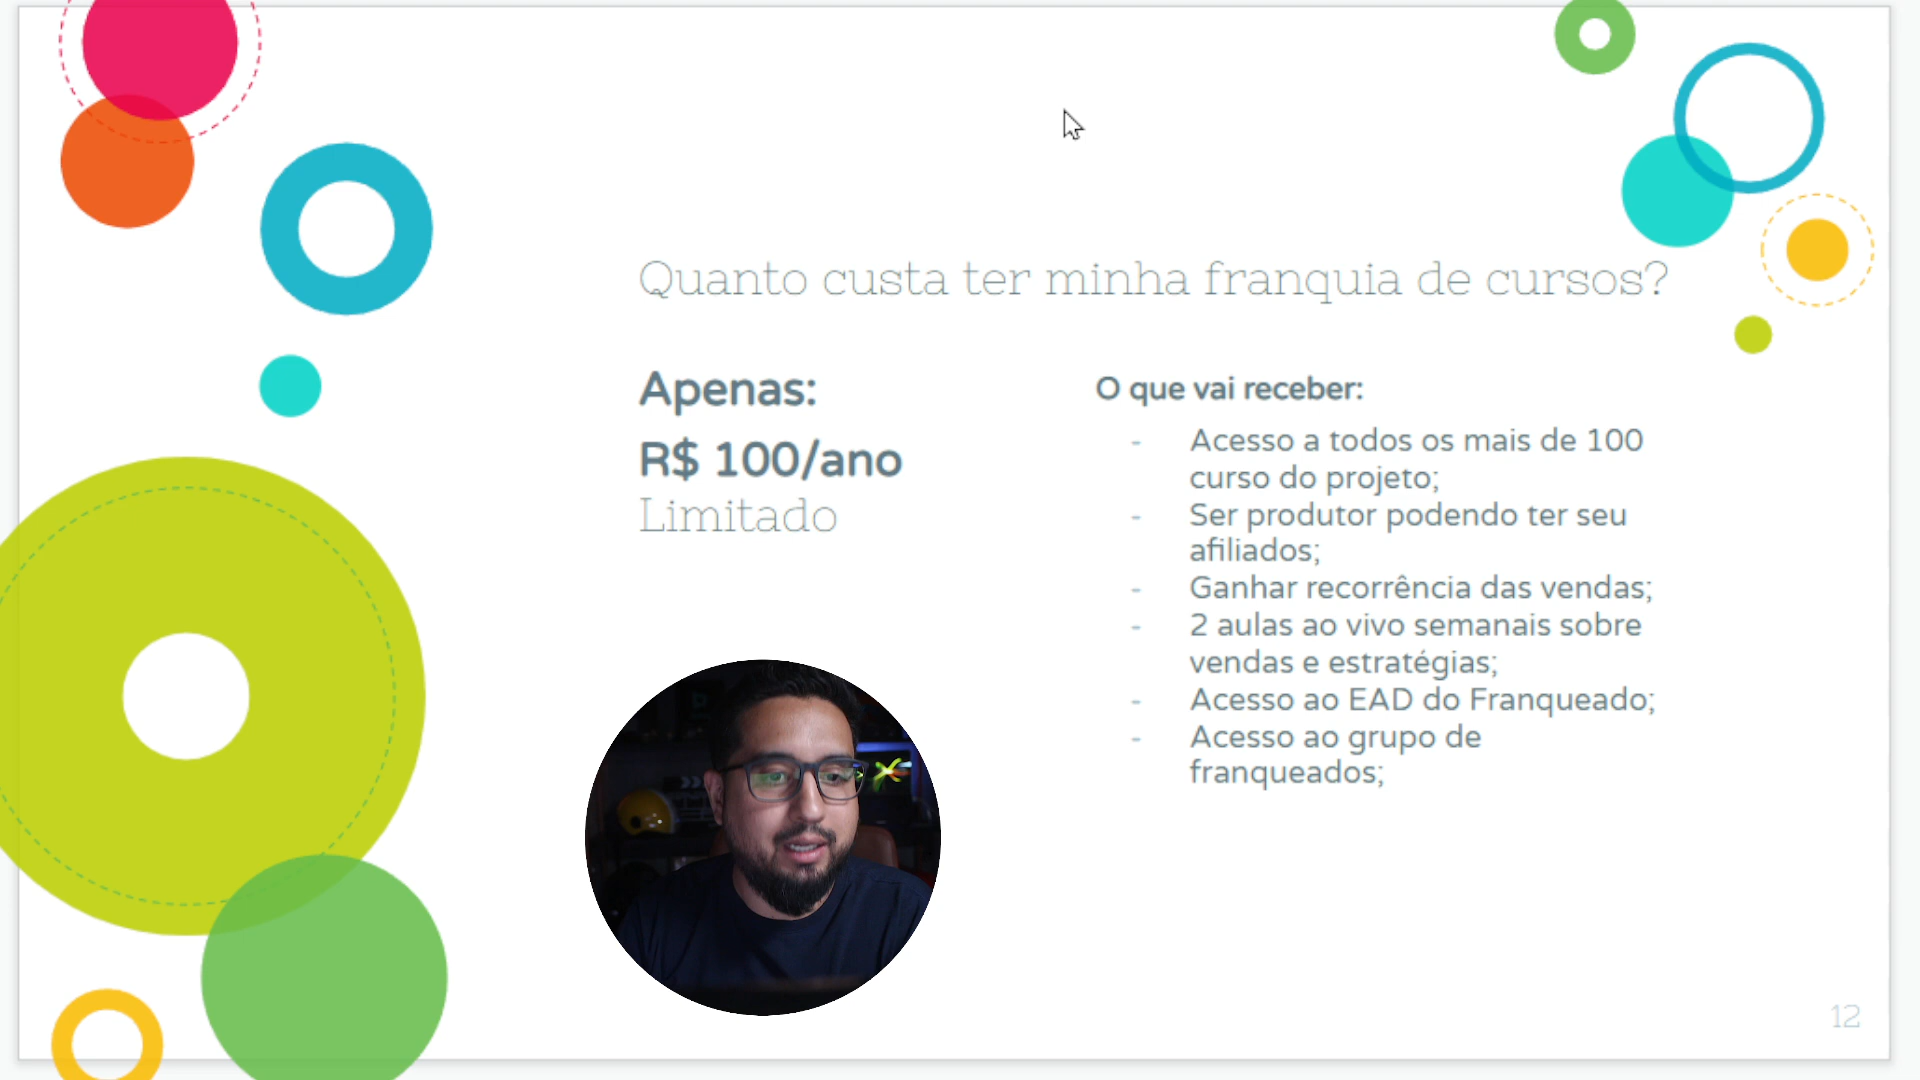 Quanto custa ter minha franquia de cursos?
Apenas:
R$ 100/ano
Limitado
O que vai receber:
- Acesso a todos os mais de 100
curso do projeto;
- Ser produtor podendo ter seu
afiliados;
- Ganhar recorrência das vendas;
- 2 aulas ao vivo semanais sobre
vendas e estratégias;
- Acesso ao EAD do Franqueado;
- Acesso ao grupo de
franqueados;
12